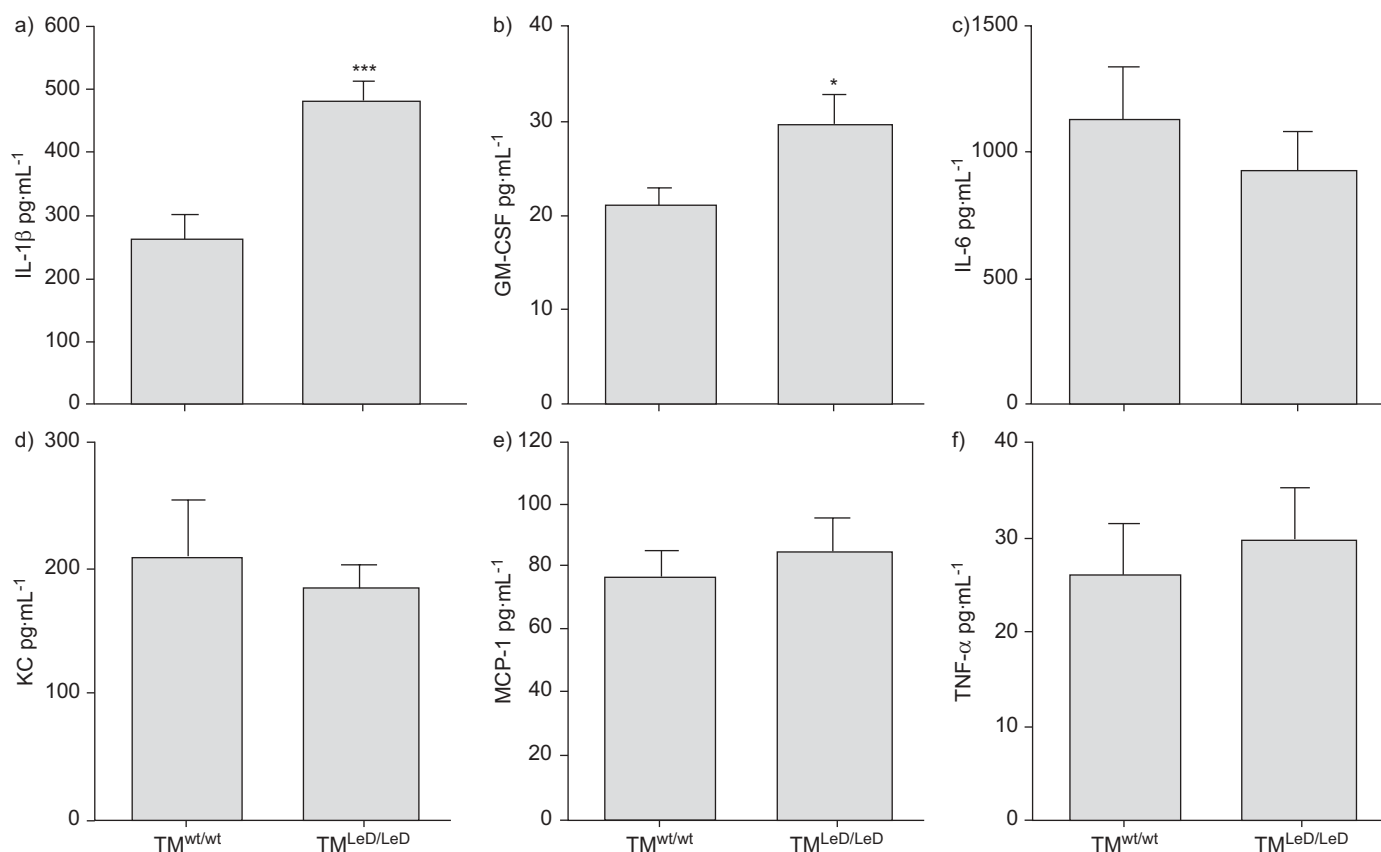 a) 600
500
400
300
200
100
0
IL-1β pg·mL⁻¹
***
b) 40
30
20
10
0
GM-CSF pg·mL⁻¹
*
c) 1500
1000
500
0
IL-6 pg·mL⁻¹
d) 300
200
100
0
KC pg·mL⁻¹
TMwt/wt TMLeD/LeD
e) 120
100
80
60
40
20
0
MCP-1 pg·mL⁻¹
TMwt/wt TMLeD/LeD
f) 40
30
20
10
0
TNF-α pg·mL⁻¹
TMwt/wt TMLeD/LeD